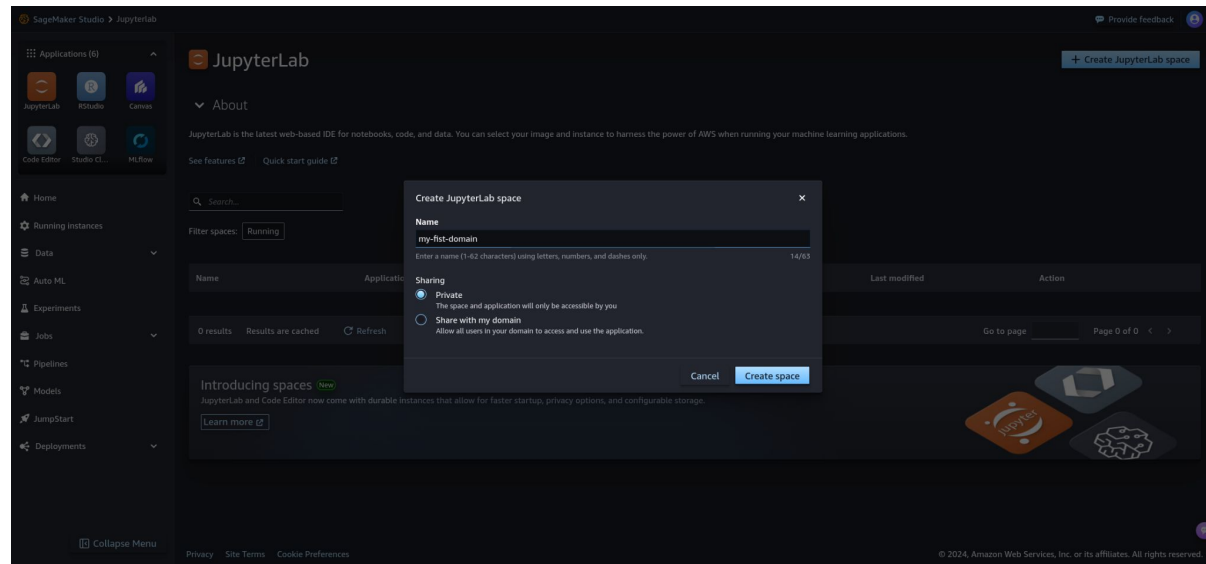 SageMaker Studio > Jupyterlab
Provide feedback
Applications (6)
JupyterLab
RStudio
Canvas
Code Editor
Studio Cl...
MLflow
Home
Running instances
Data
Auto ML
Experiments
Jobs
Pipelines
Models
JumpStart
Deployments
Collapse Menu
JupyterLab
+ Create JupyterLab space
About
JupyterLab is the latest web-based IDE for notebooks, code, and data. You can select your image and instance to harness the power of AWS when running your machine learning applications.
See features
Quick start guide
Search...
Filter spaces: Running
Name
Applicatio
Last modified
Action
0 results Results are cached Refresh
Go to page
Page 0 of 0 < >
Create JupyterLab space
×
Name
my-fist-domain
Enter a name (1-62 characters) using letters, numbers, and dashes only.
14/63
Sharing
Private
The space and application will only be accessible by you
Share with my domain
Allow all users in your domain to access and use the application.
Cancel
Create space
Introducing spaces New
JupyterLab and Code Editor now come with durable instances that allow for faster startup, privacy options, and configurable storage.
Learn more
Jupyter
Privacy Site Terms Cookie Preferences
© 2024, Amazon Web Services, Inc. or its affiliates. All rights reserved.